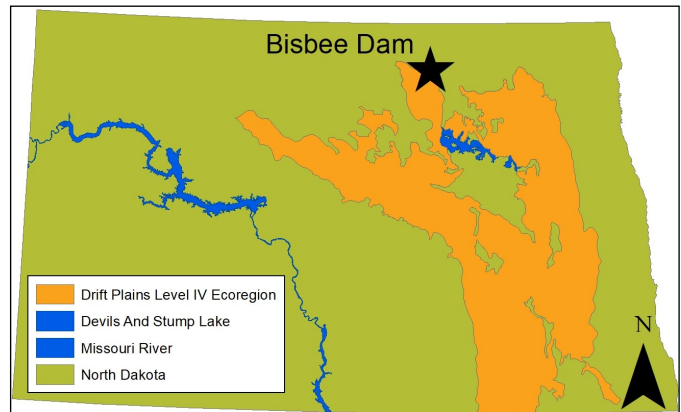 Bisbee Dam
Drift Plains Level IV Ecoregion
Devils And Stump Lake
Missouri River
North Dakota
N